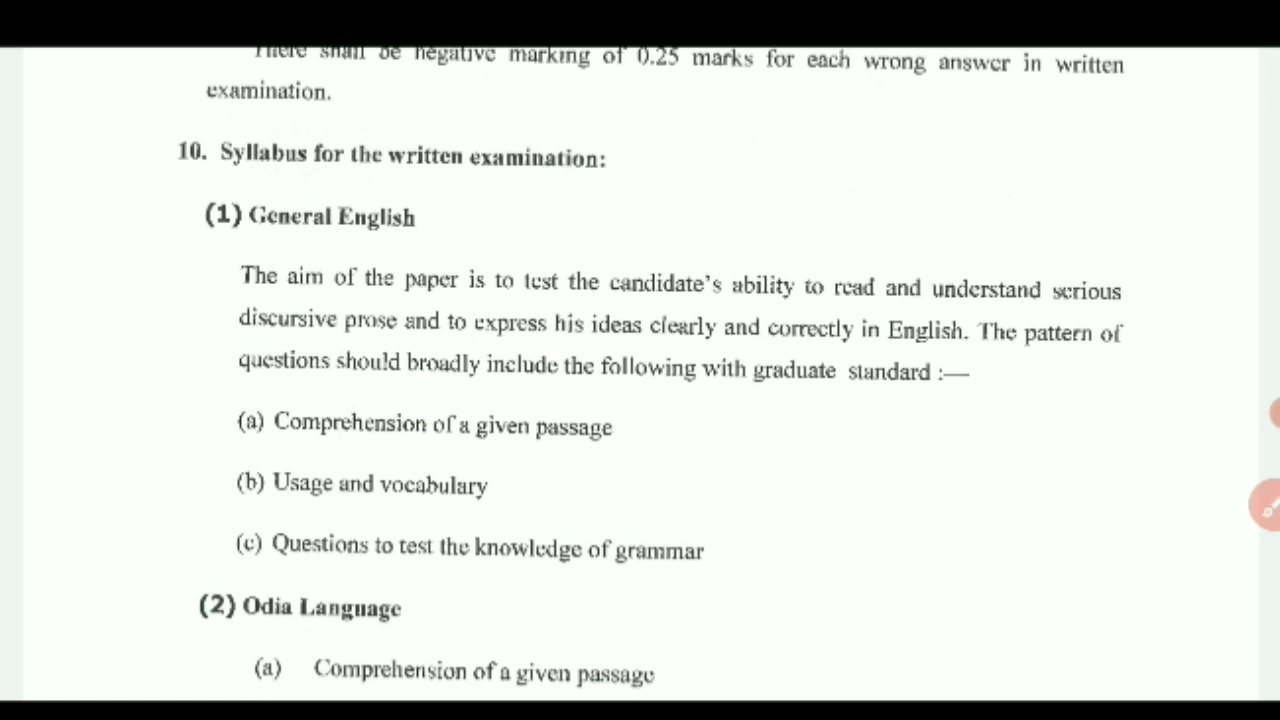 There shall be negative marking of 0.25 marks for each wrong answer in written
examination.
10. Syllabus for the written examination:
(1) General English
The aim of the paper is to test the candidate's ability to read and understand serious
discursive prose and to express his ideas clearly and correctly in English. The pattern of
questions should broadly include the following with graduate standard :—
(a) Comprehension of a given passage
(b) Usage and vocabulary
(c) Questions to test the knowledge of grammar
(2) Odia Language
(a) Comprehension of a given passage